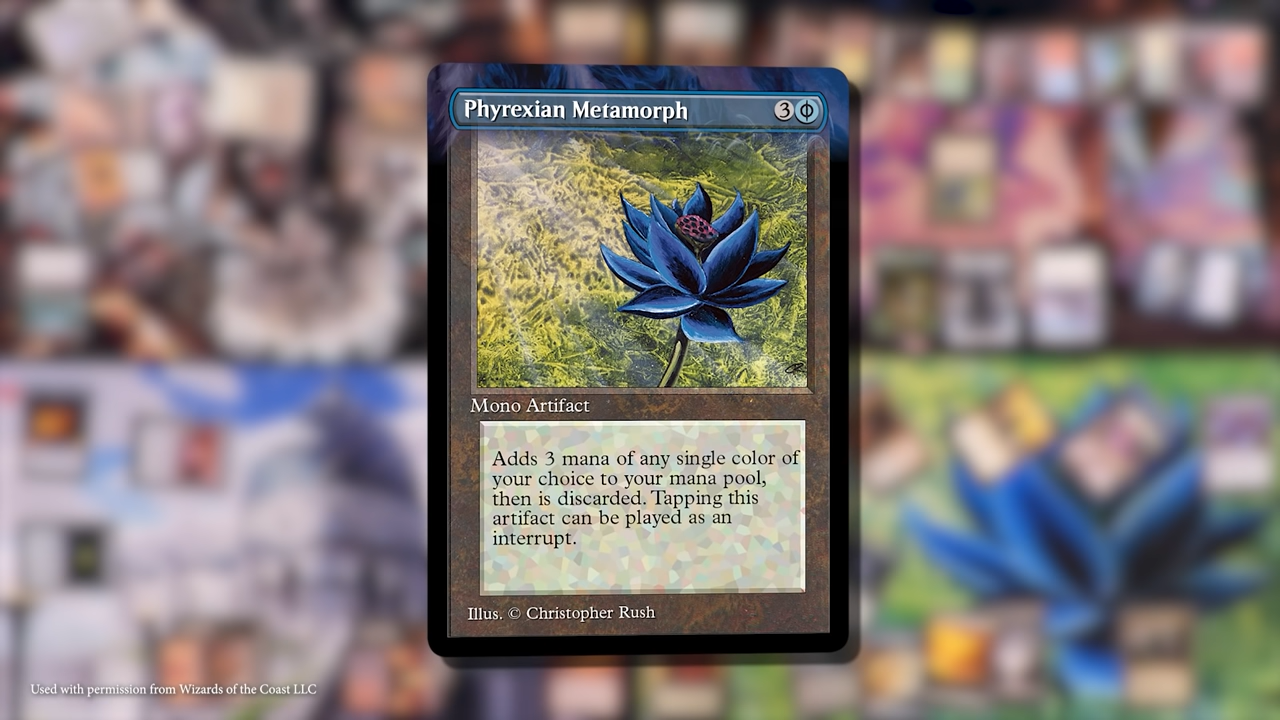 Phyrexian Metamorph 3
Mono Artifact
Adds 3 mana of any single color of
your choice to your mana pool,
then is discarded. Tapping this
artifact can be played as an
interrupt.
Illus. © Christopher Rush
Used with permission from Wizards of the Coast LLC